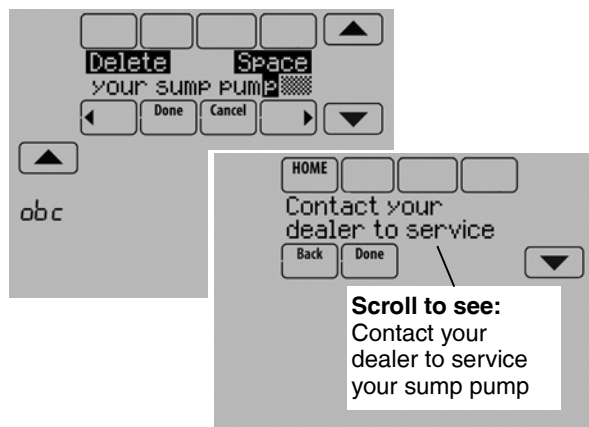 Delete Space
your sump pump
Done Cancel
abc
HOME
Contact your
dealer to service
Back Done
Scroll to see:
Contact your
dealer to service
your sump pump